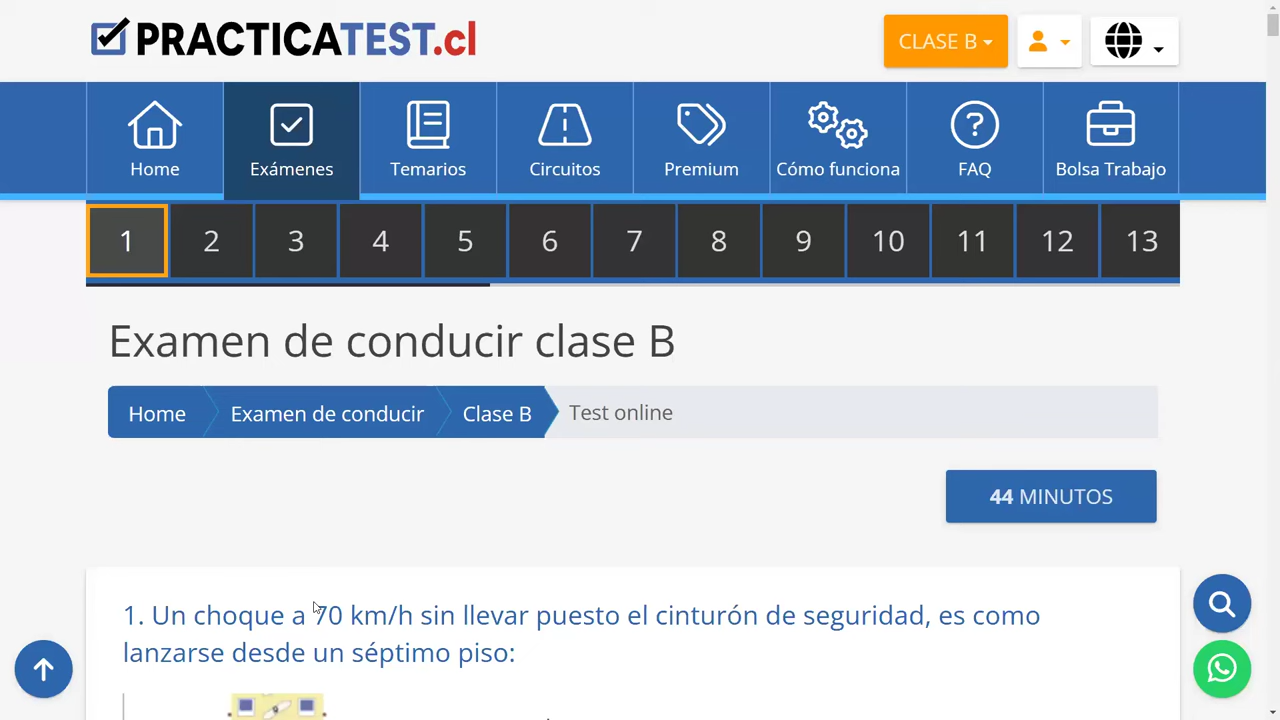 PRACTICATEST.cl
CLASE B
Home
Exámenes
Temarios
Circuitos
Premium
Cómo funciona
FAQ
Bolsa Trabajo
1 2 3 4 5 6 7 8 9 10 11 12 13
Examen de conducir clase B
Home Examen de conducir Clase B Test online
44 MINUTOS
1. Un choque a 70 km/h sin llevar puesto el cinturón de seguridad, es como
lanzarse desde un séptimo piso: